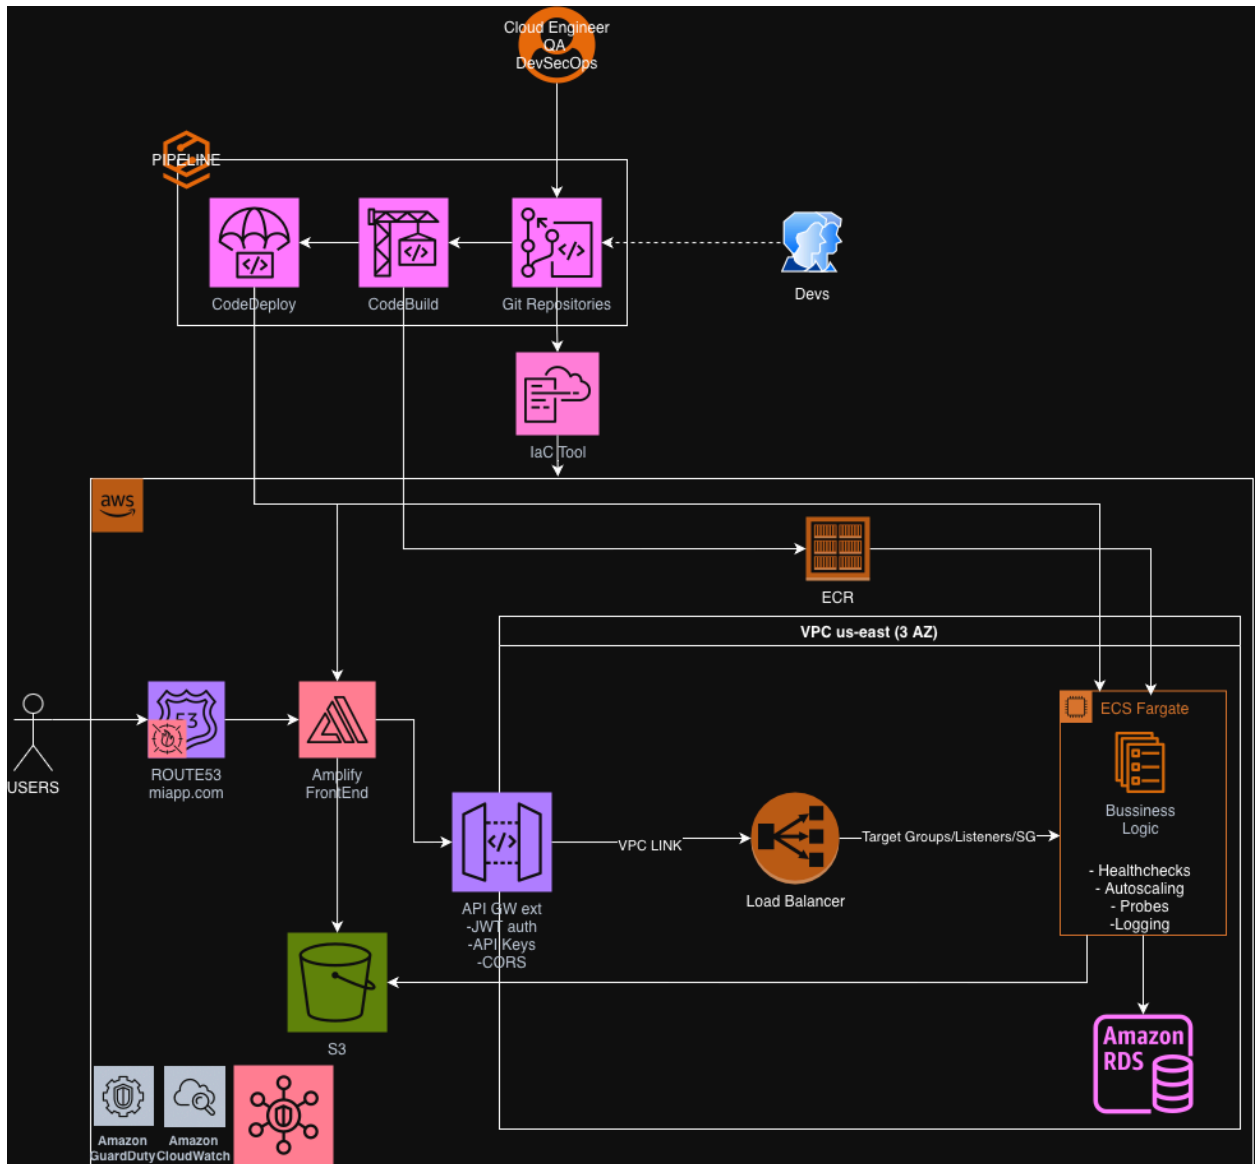 Cloud Engineer
QA
DevSecOps
PIPELINE
CodeDeploy
CodeBuild
Git Repositories
Devs
IaC Tool
aws
ECR
VPC us-east (3 AZ)
USERS
53
ROUTE53
miapp.com
Amplify
FrontEnd
ECS Fargate
Bussiness
Logic
- Healthchecks
- Autoscaling
- Probes
-Logging
VPC LINK
Target Groups/Listeners/SG
Load Balancer
API GW ext
-JWT auth
-API Keys
-CORS
S3
Amazon
RDS
Amazon
GuardDuty
Amazon
CloudWatch